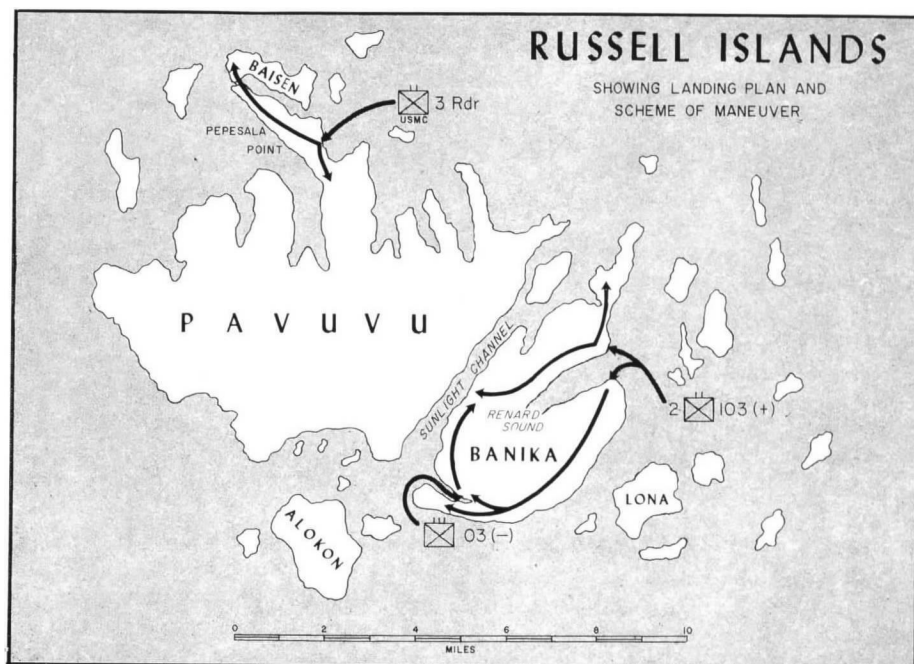 RUSSELL ISLANDS
SHOWING LANDING PLAN AND
SCHEME OF MANEUVER
BAISEN
3 Rdr
USMC
PEPESALA
POINT
PAVUVU
SUNLIGHT CHANNEL
RENARD
SOUND
2 103 (+)
BANIKA
LONA
03 (–)
ALOKON
0 2 4 6 8 10
MILES